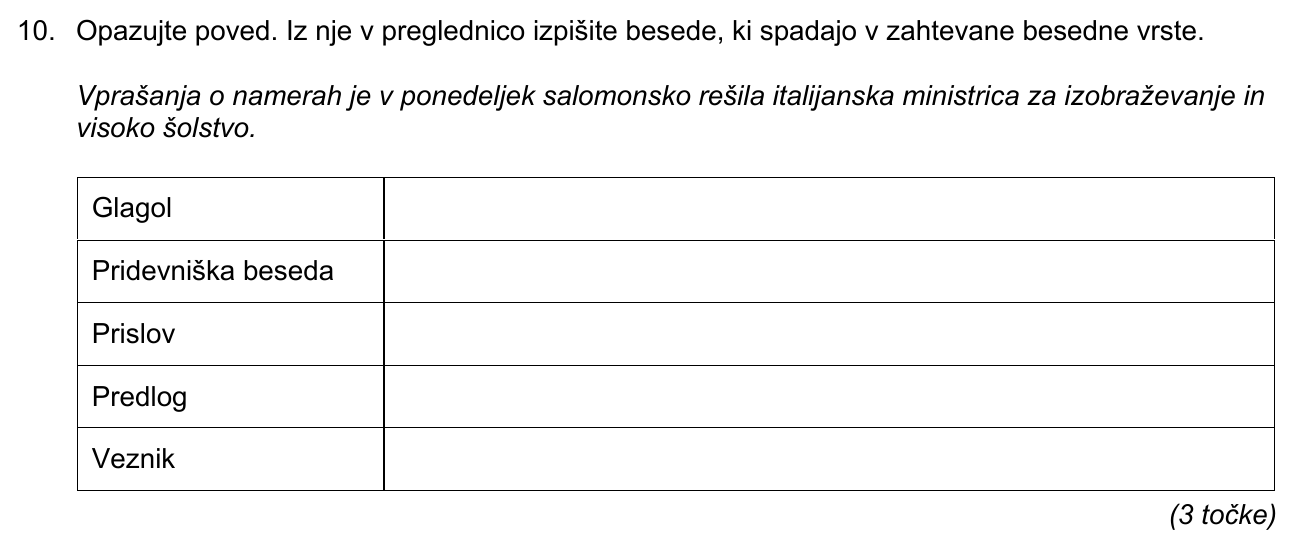 10. Opazujte poved. Iz nje v preglednico izpišite besede, ki spadajo v zahtevane besedne vrste.
Vprašanja o namerah je v ponedeljek salomonsko rešila italijanska ministrica za izobraževanje in
visoko šolstvo.
Glagol
Pridevniška beseda
Prislov
Predlog
Veznik
(3 točke)